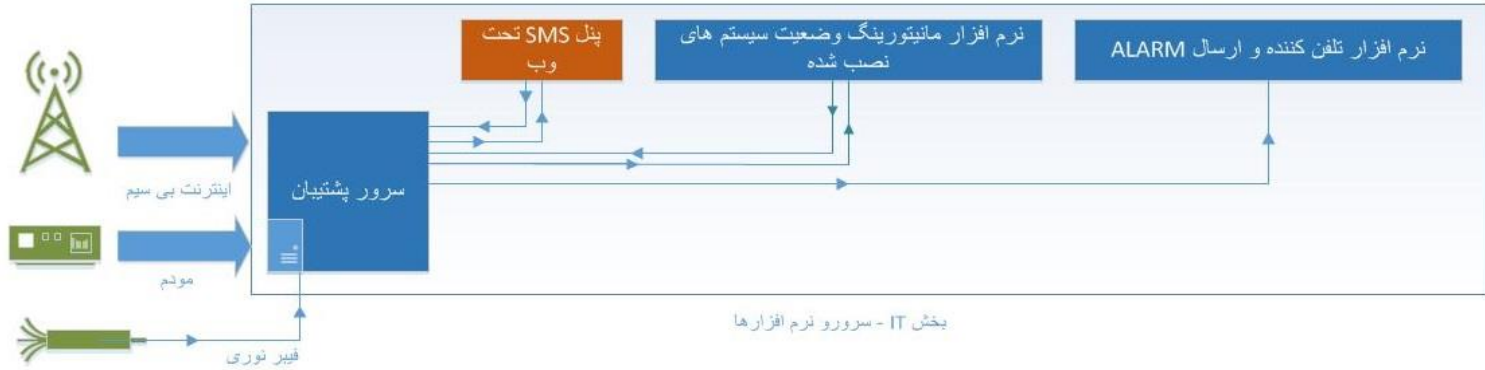 پنل SMS تحت
وب
نرم افزار مانیتورینگ وضعیت سیستم های
نصب شده
نرم افزار تلفن کننده و ارسال ALARM
سرور پشتیبان
اینترنت بی سیم
مودم
فیبر نوری
بخش IT - سرورو نرم افزارها